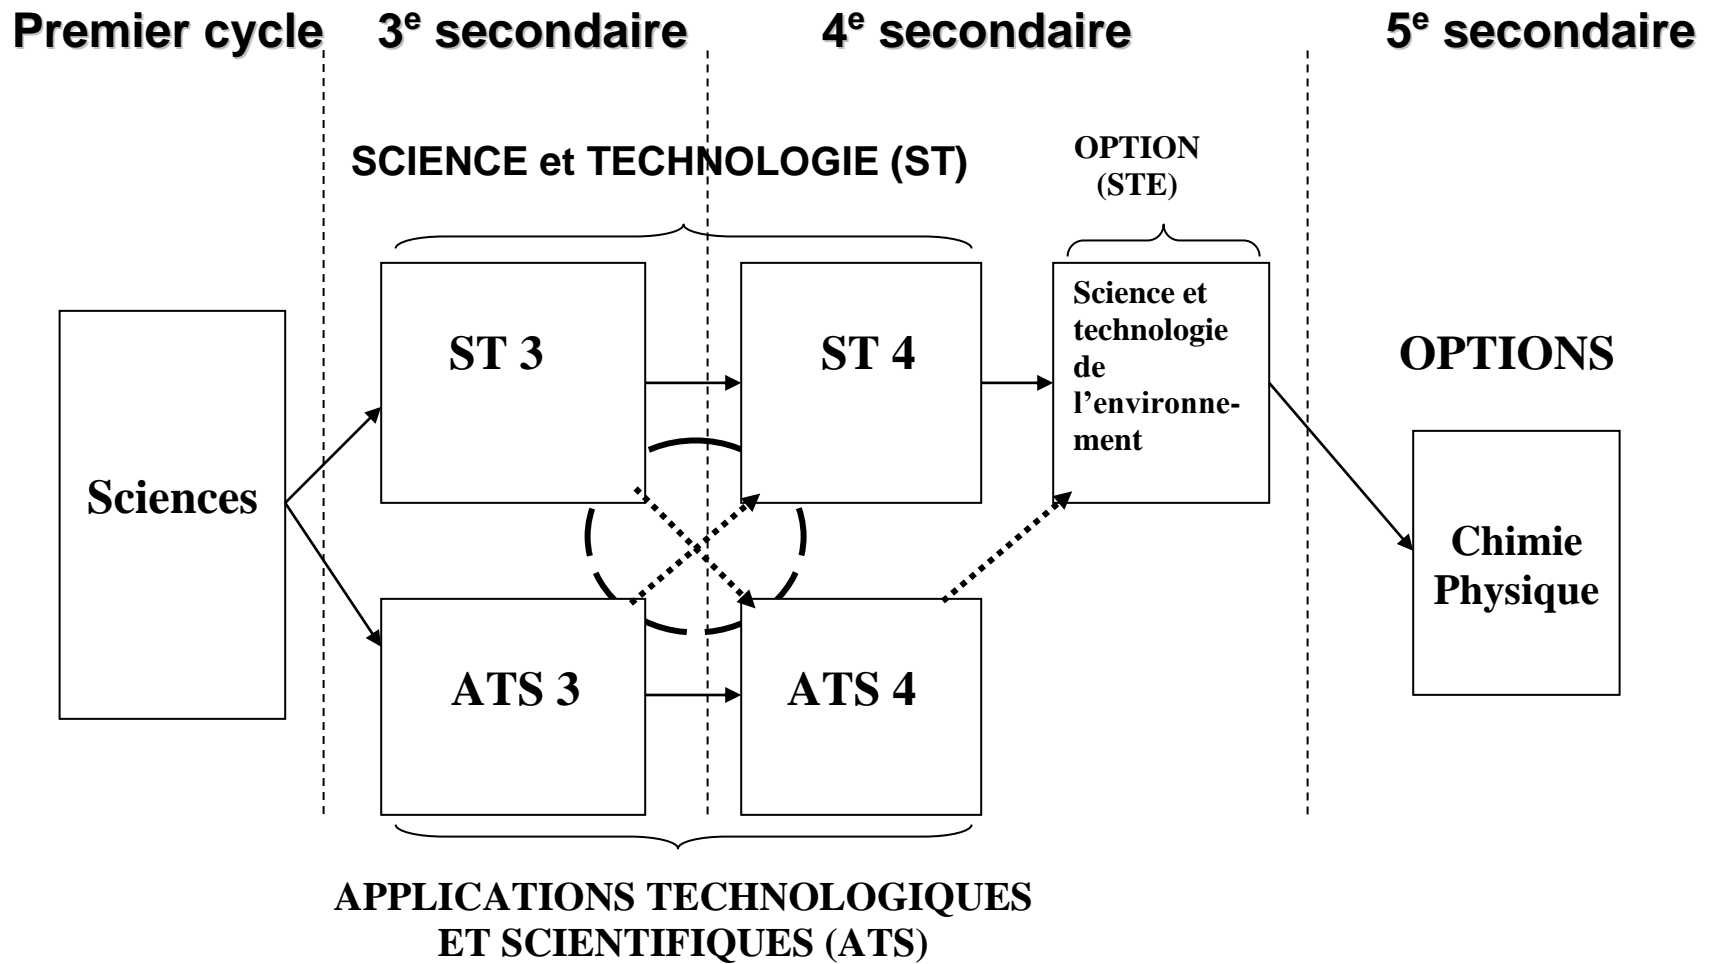 Premier cycle 3e secondaire 4e secondaire 5e secondaire
SCIENCE et TECHNOLOGIE (ST)
OPTION
(STE)
Sciences
ST 3
ST 4
Science et
technologie
de
l’environne-
ment
OPTIONS
Chimie
Physique
ATS 3
ATS 4
APPLICATIONS TECHNOLOGIQUES
ET SCIENTIFIQUES (ATS)